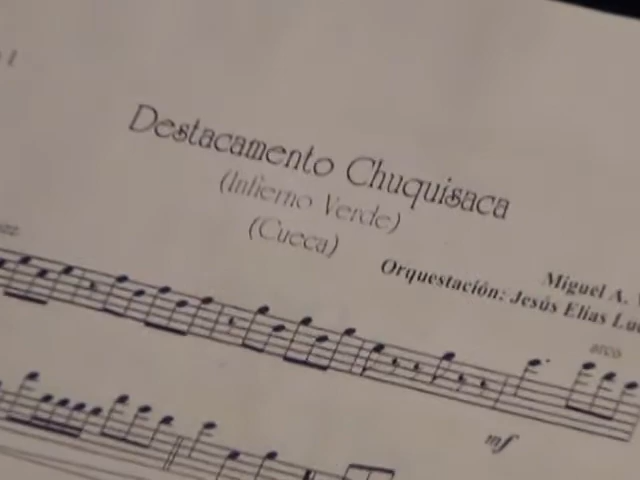 Destacamento Chuquisaca
(Infierno Verde)
(Cueca)
Miguel A.
Orquestación: Jesús Elías
arco
mf